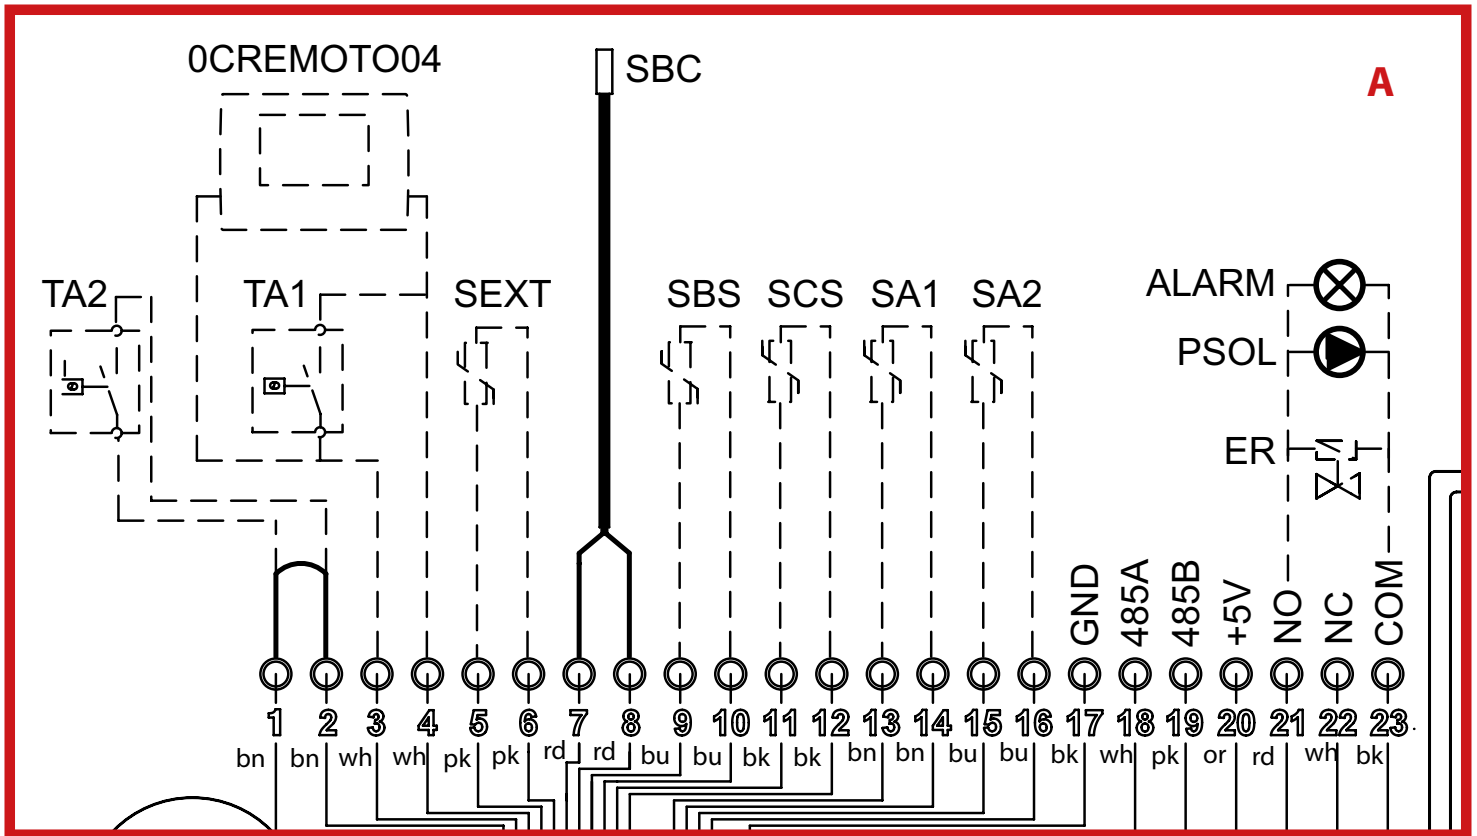 0CREMOTO04
SBC
A
TA2
TA1
SEXT
SBS
SCS
SA1
SA2
ALARM
PSOL
ER
GND
485A
485B
+5V
NO
NC
COM
1 2 3 4 5 6 7 8 9 10 11 12 13 14 15 16 17 18 19 20 21 22 23
bn bn wh wh pk pk rd rd bu bu bk bk bn bn bu bu bk wh pk or rd wh bk